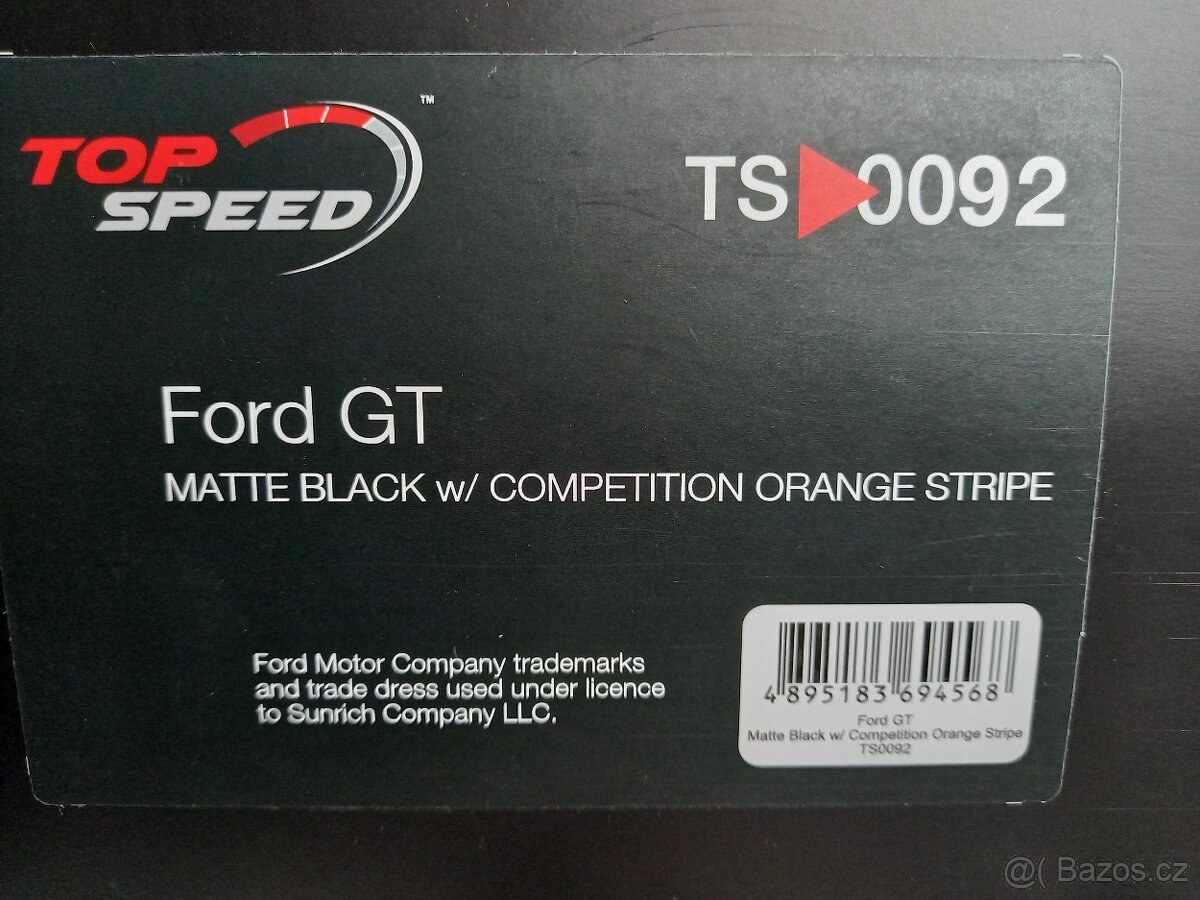 TOP
SPEED
™
TS 0092
Ford GT
MATTE BLACK w/ COMPETITION ORANGE STRIPE
Ford Motor Company trademarks
and trade dress used under licence
to Sunrich Company LLC.
4 895183 694568
Ford GT
Matte Black w/ Competition Orange Stripe
TS0092
@( Bazos.cz